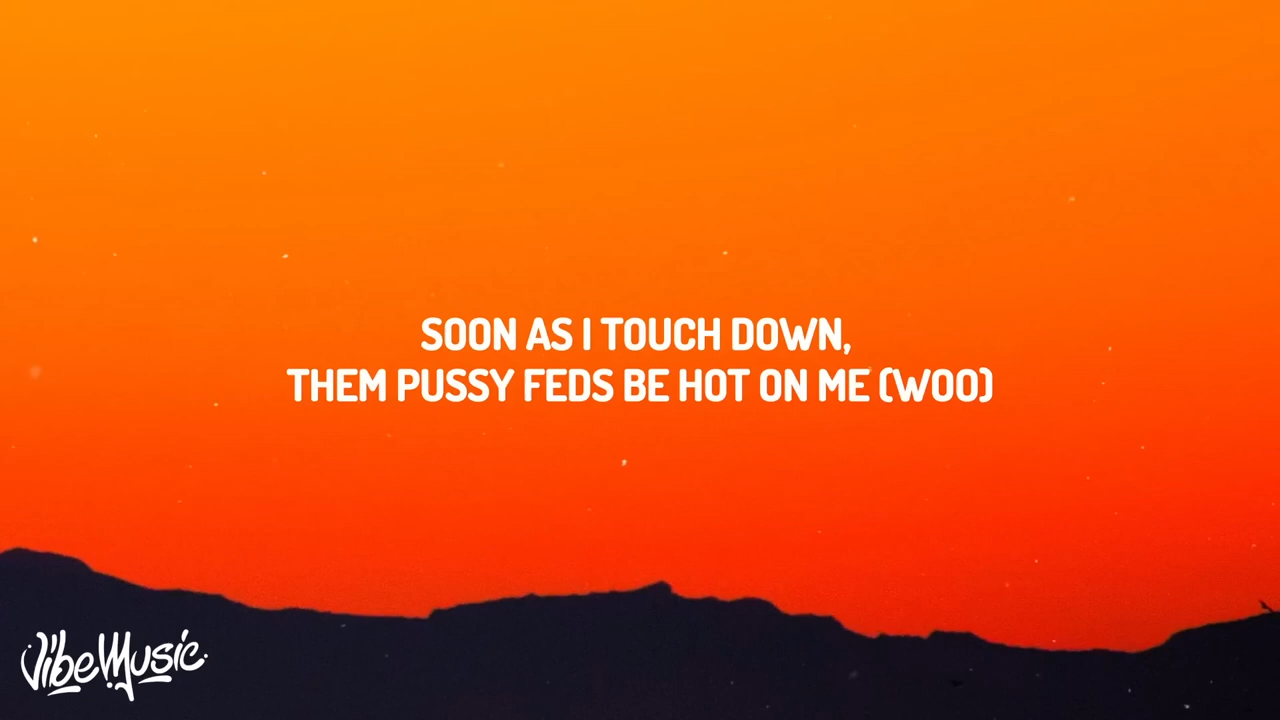 SOON AS I TOUCH DOWN,
THEM PUSSY FEDS BE HOT ON ME (WOO)
VibeMusic